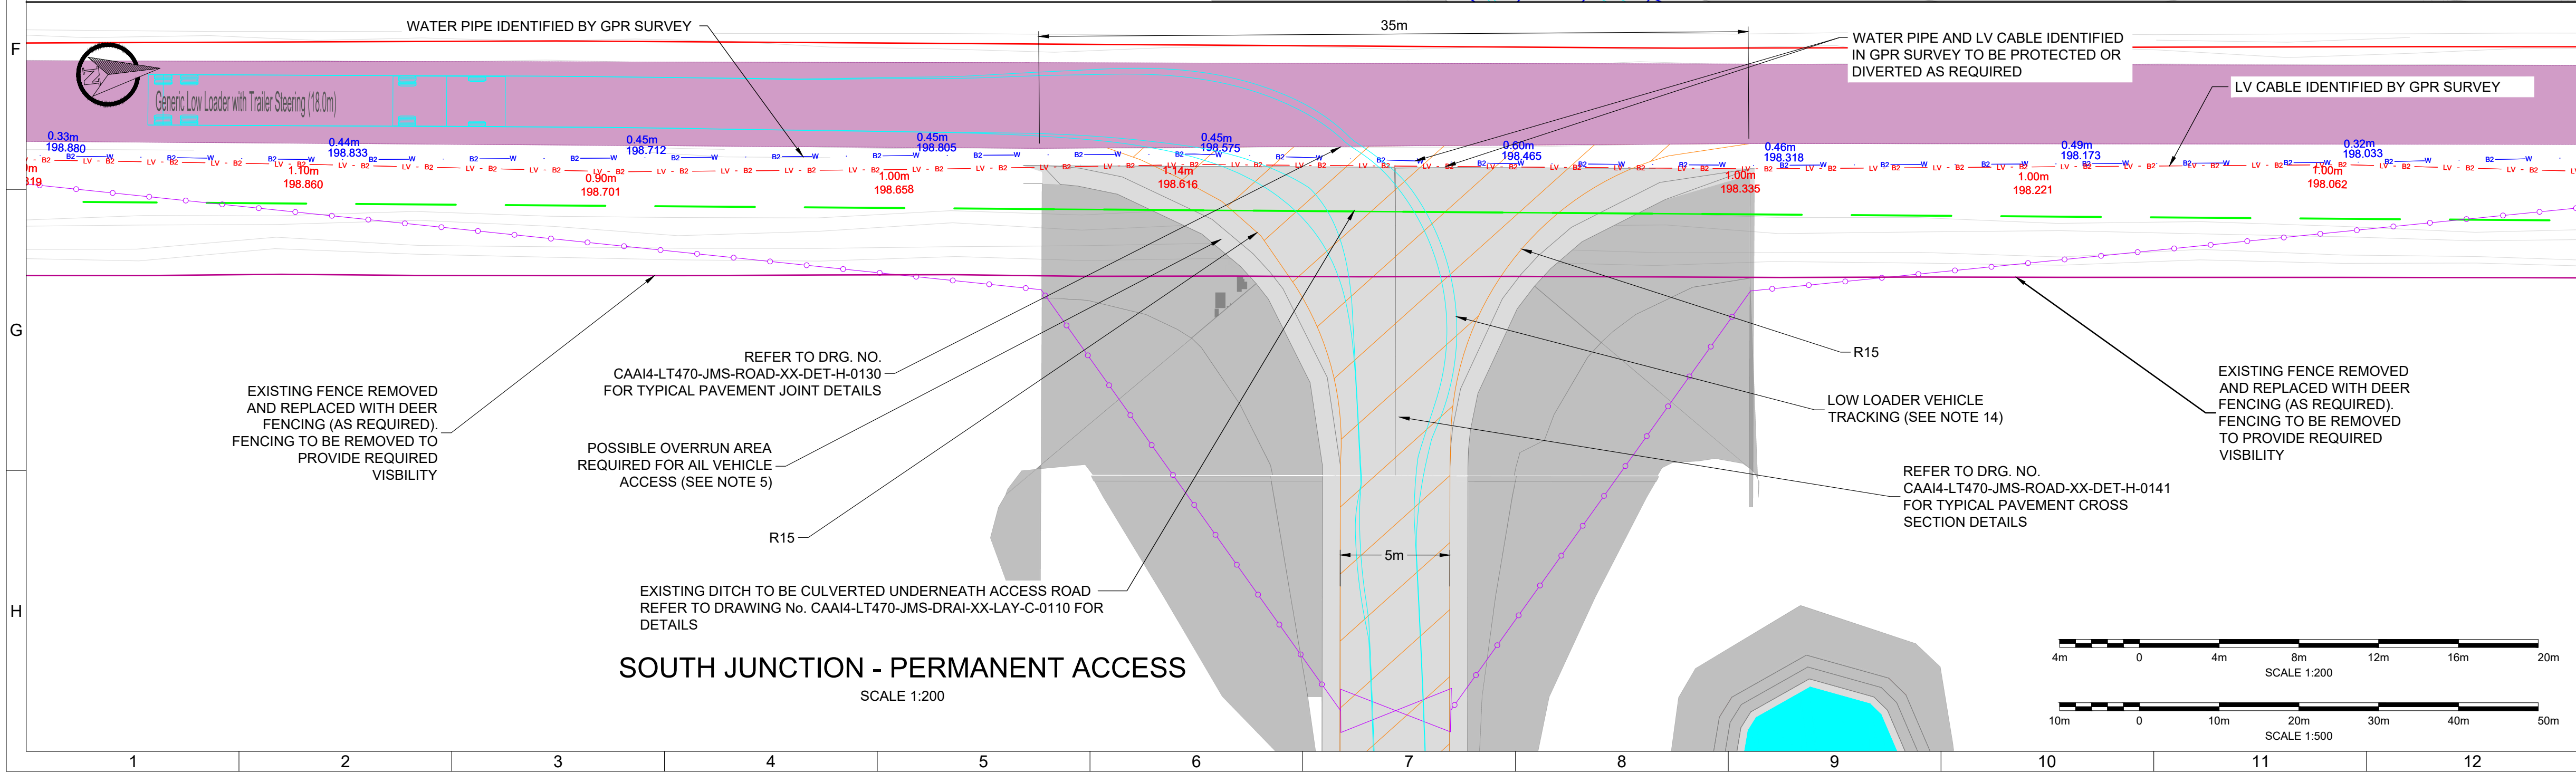 WATER PIPE IDENTIFIED BY GPR SURVEY
35m
WATER PIPE AND LV CABLE IDENTIFIED
IN GPR SURVEY TO BE PROTECTED OR
DIVERTED AS REQUIRED
LV CABLE IDENTIFIED BY GPR SURVEY
F
N
Generic Low Loader with Trailer Steering (18.0m)
0.33m
198.880
0.44m
198.833
0.45m
198.712
0.45m
198.805
0.45m
198.575
0.60m
198.465
0.46m
198.318
0.49m
198.173
0.32m
198.033
1.10m
198.860
0.90m
198.701
1.00m
198.658
1.14m
198.616
1.00m
198.335
1.00m
198.221
1.00m
198.062
G
EXISTING FENCE REMOVED
AND REPLACED WITH DEER
FENCING (AS REQUIRED).
FENCING TO BE REMOVED TO
PROVIDE REQUIRED
VISBILITY
REFER TO DRG. NO.
CAAI4-LT470-JMS-ROAD-XX-DET-H-0130
FOR TYPICAL PAVEMENT JOINT DETAILS
POSSIBLE OVERRUN AREA
REQUIRED FOR AIL VEHICLE
ACCESS (SEE NOTE 5)
R15
R15
LOW LOADER VEHICLE
TRACKING (SEE NOTE 14)
EXISTING FENCE REMOVED
AND REPLACED WITH DEER
FENCING (AS REQUIRED).
FENCING TO BE REMOVED
TO PROVIDE REQUIRED
VISBILITY
REFER TO DRG. NO.
CAAI4-LT470-JMS-ROAD-XX-DET-H-0141
FOR TYPICAL PAVEMENT CROSS
SECTION DETAILS
5m
H
EXISTING DITCH TO BE CULVERTED UNDERNEATH ACCESS ROAD
REFER TO DRAWING No. CAAI4-LT470-JMS-DRAI-XX-LAY-C-0110 FOR
DETAILS
SOUTH JUNCTION - PERMANENT ACCESS
SCALE 1:200
4m 0 4m 8m 12m 16m 20m
SCALE 1:200
10m 0 10m 20m 30m 40m 50m
SCALE 1:500
1 2 3 4 5 6 7 8 9 10 11 12